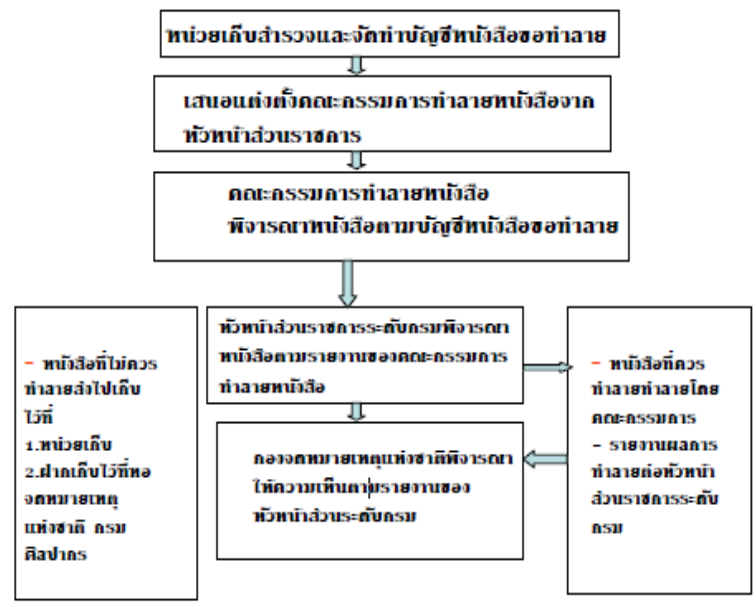 หน่วยเก็บสำรวจและจัดทำบัญชีหนังสือขอทำลาย
เสนอแต่งตั้งคณะกรรมการทำลายหนังสือจาก
หัวหน้าส่วนราชการ
คณะกรรมการทำลายหนังสือ
พิจารณาหนังสือตามบัญชีหนังสือขอทำลาย
หัวหน้าส่วนราชการระดับกรมพิจารณา
หนังสือตามรายงานของคณะกรรมการ
ทำลายหนังสือ
- หนังสือที่ไม่ควร
ทำลายส่งไปเก็บ
ไว้ที่
1.หน่วยเก็บ
2.ฝากเก็บไว้ที่หอ
จดหมายเหตุ
แห่งชาติ กรม
ศิลปากร
- หนังสือที่ควร
ทำลายทำลายโดย
คณะกรรมการ
- รายงานผลการ
ทำลายต่อหัวหน้า
ส่วนราชการระดับ
กรม
กองจดหมายเหตุแห่งชาติพิจารณา
ให้ความเห็นตามรายงานของ
หัวหน้าส่วนระดับกรม